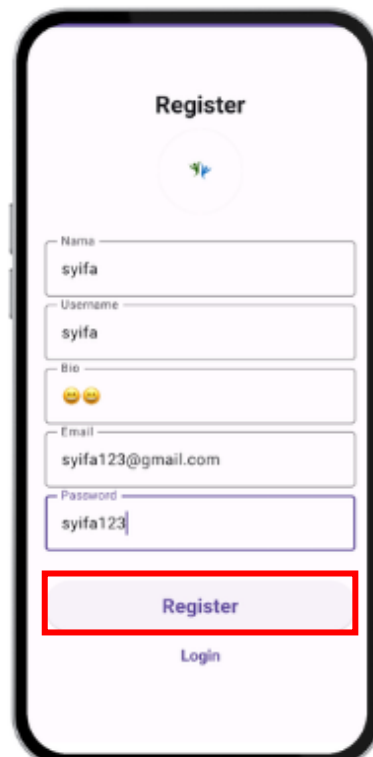 Register
Nama
syifa
Username
syifa
Bio
😄😄
Email
syifa123@gmail.com
Password
syifa123
Register
Login